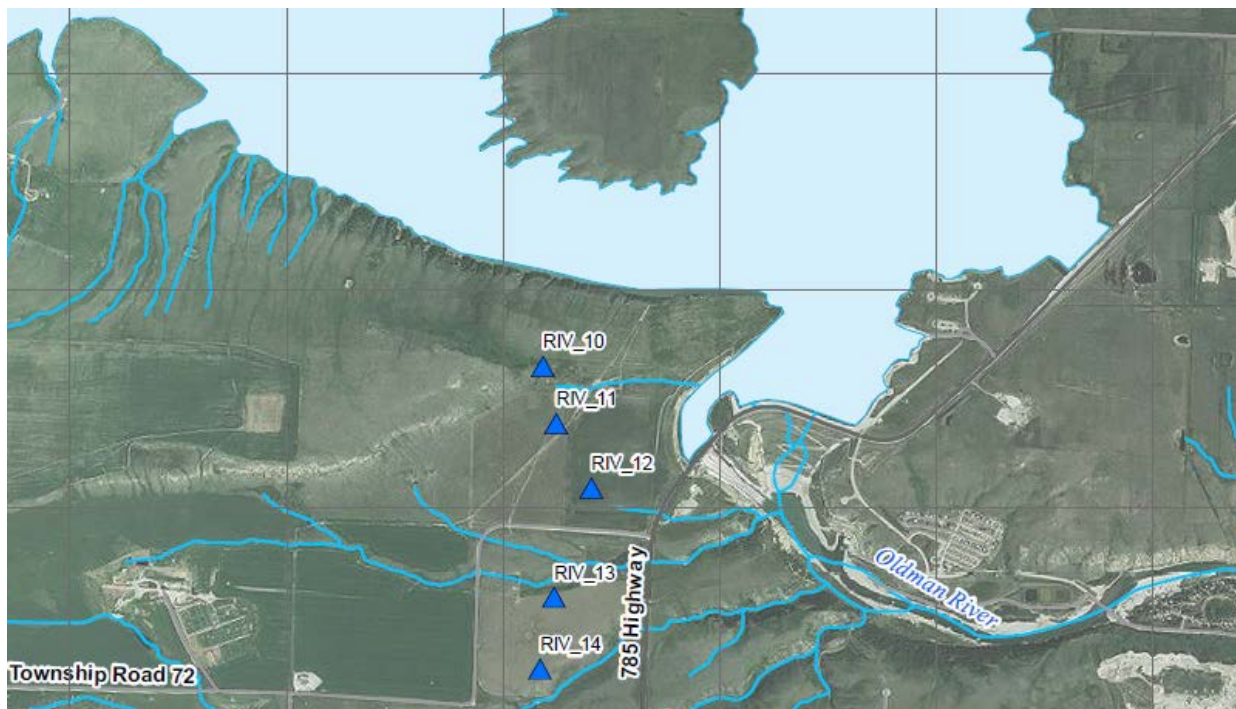 RIV_10
RIV_11
RIV_12
Oldman River
RIV_13
785 Highway
RIV_14
Township Road 72